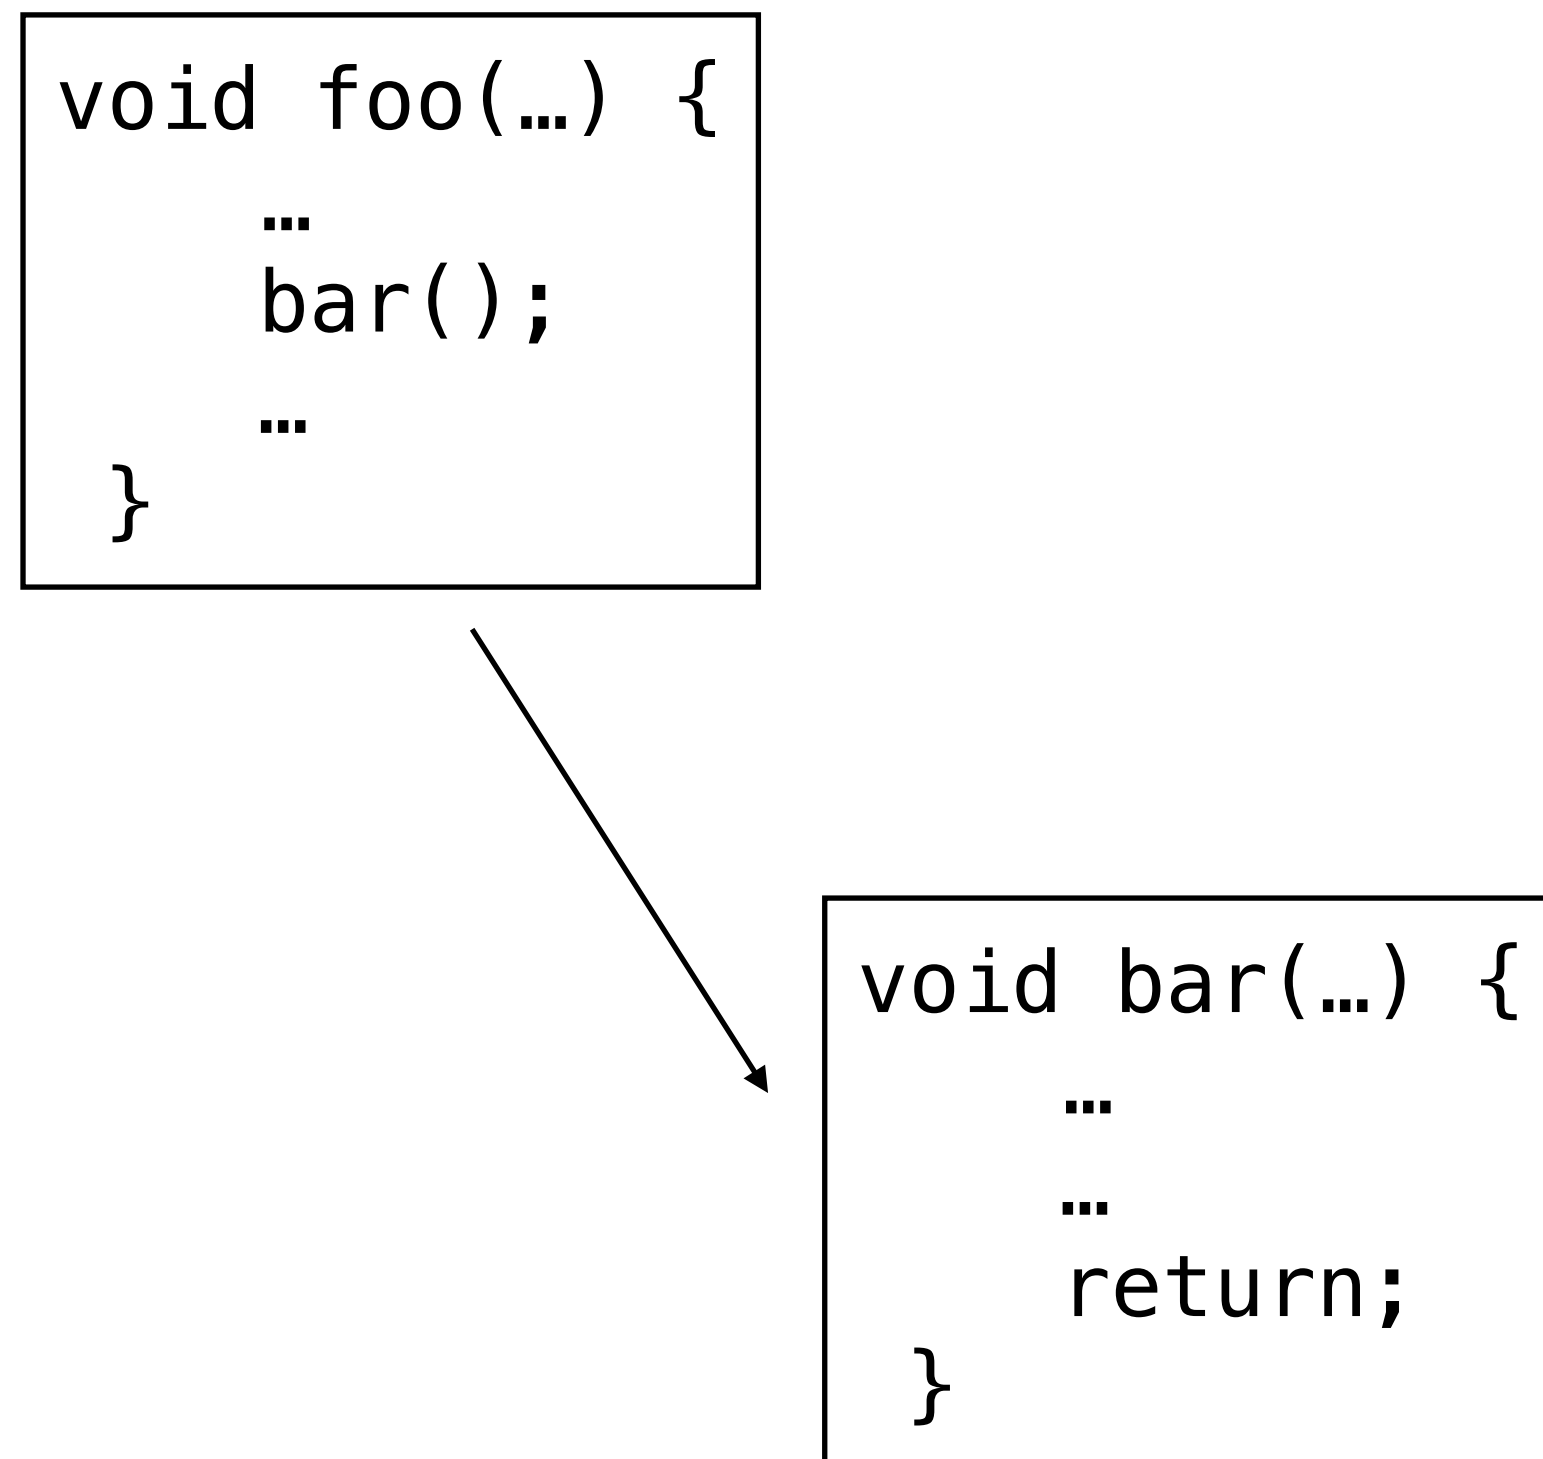 void foo(…) {
…
bar();
…
}
void bar(…) {
…
…
return;
}